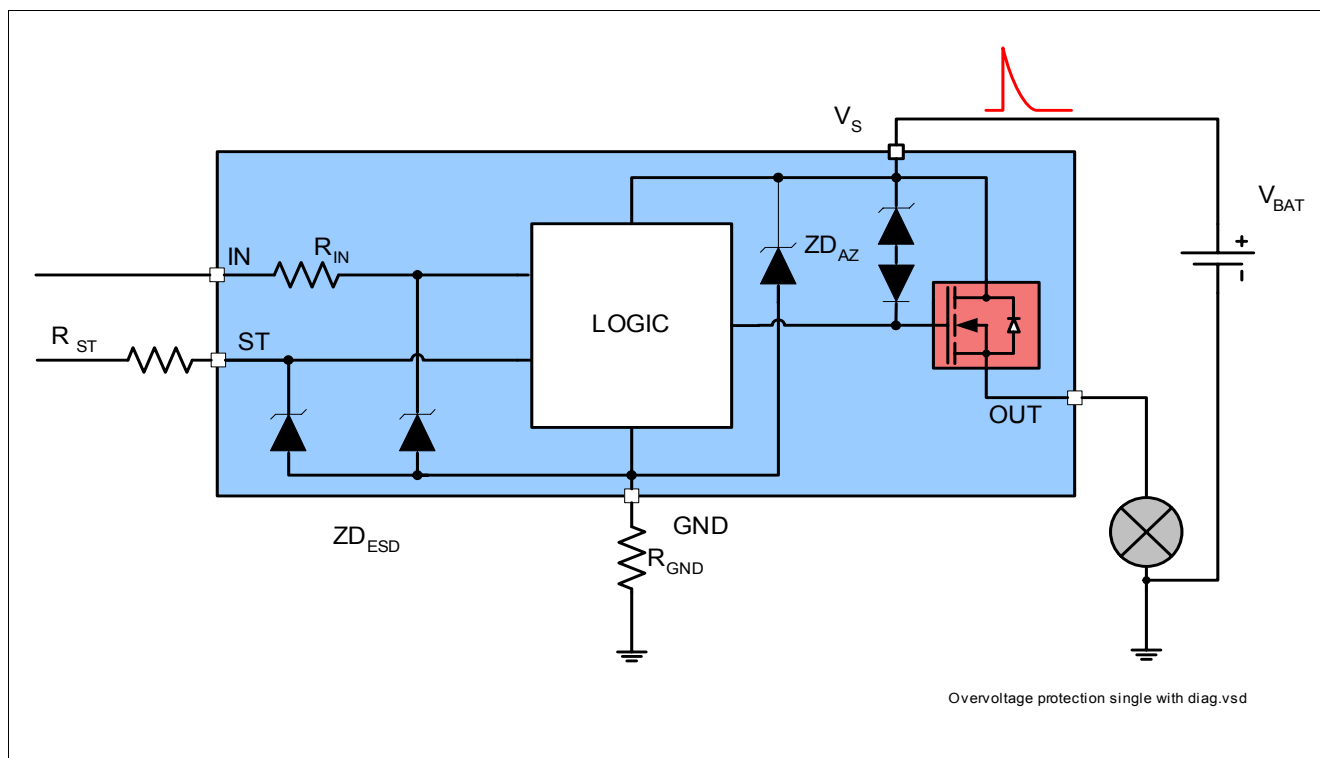 V_S
V_BAT
+
IN
R_IN
ZD_AZ
LOGIC
R_ST
ST
OUT
ZD_ESD
GND
R_GND
Overvoltage protection single with diag.vsd